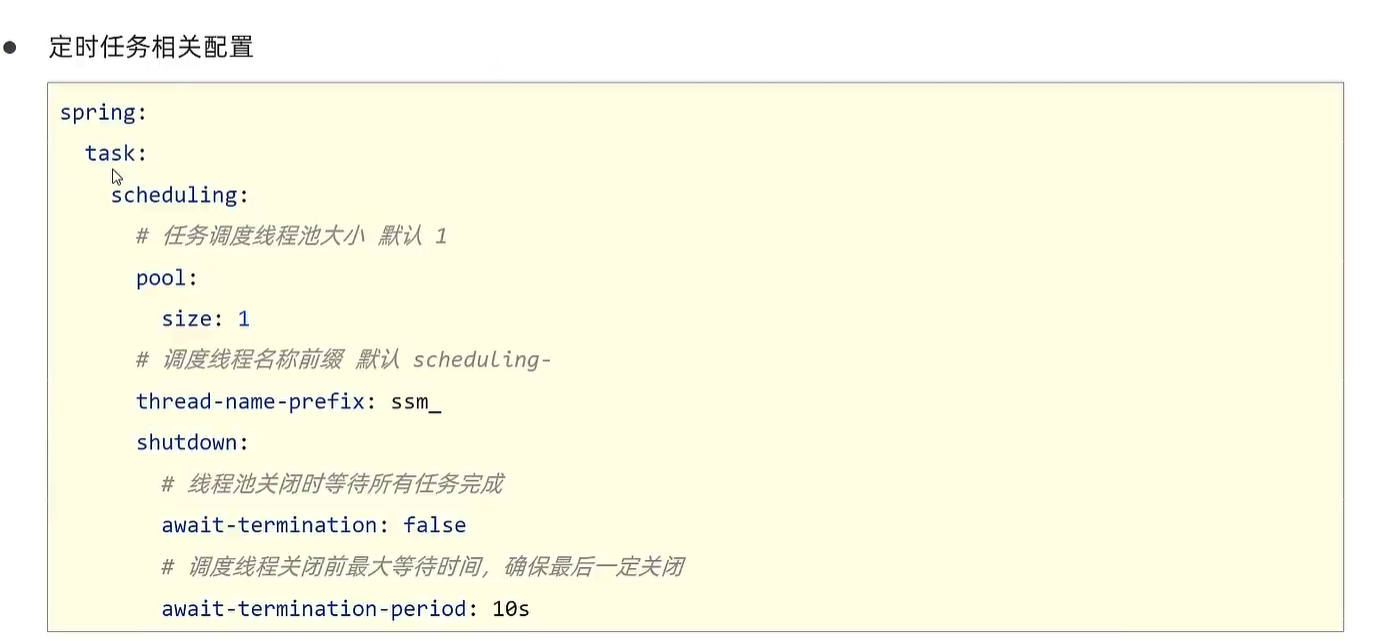 ● 定时任务相关配置
spring:
  task:
    scheduling:
      # 任务调度线程池大小 默认 1
      pool:
        size: 1
      # 调度线程名称前缀 默认 scheduling-
      thread-name-prefix: ssm_
      shutdown:
        # 线程池关闭时等待所有任务完成
        await-termination: false
        # 调度线程关闭前最大等待时间，确保最后一定关闭
        await-termination-period: 10s